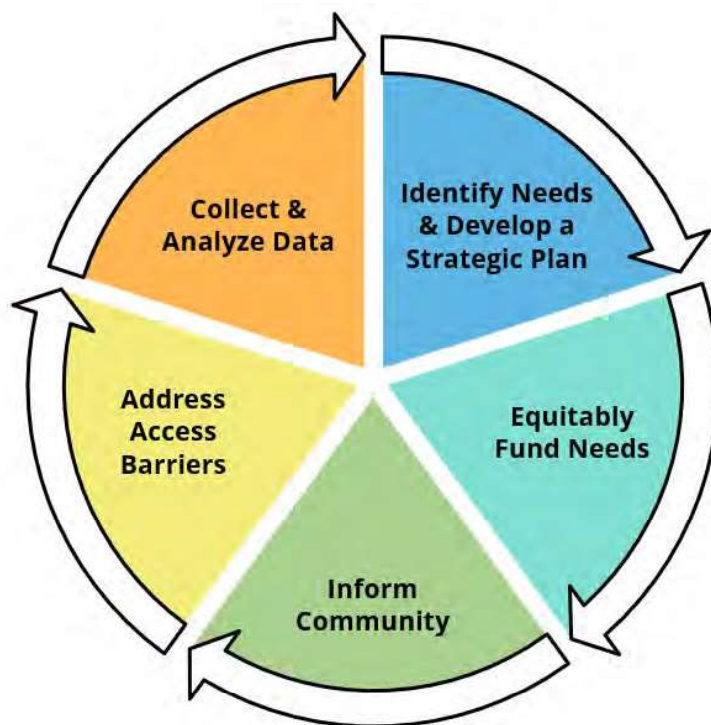 Collect &
Analyze Data
Identify Needs
& Develop a
Strategic Plan
Equitably
Fund Needs
Inform
Community
Address
Access
Barriers